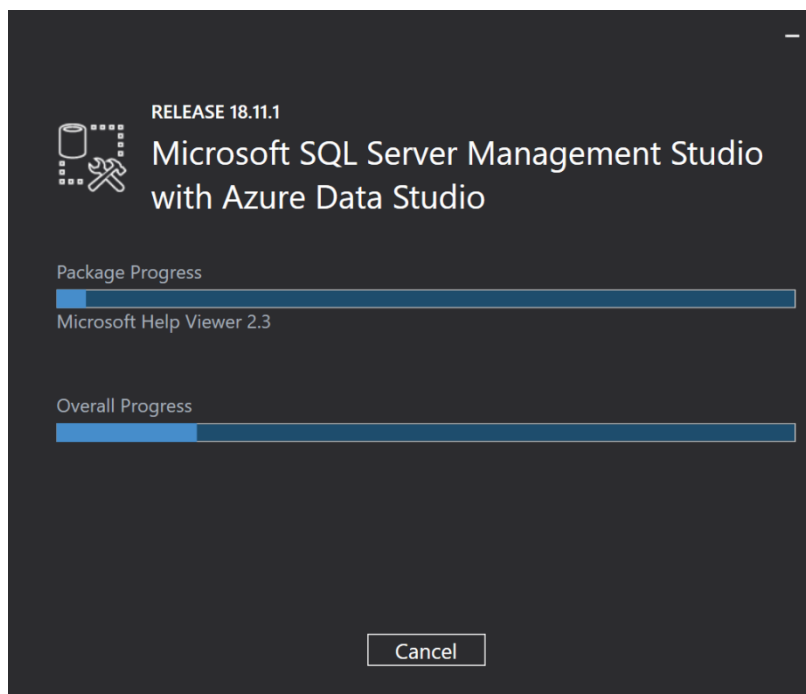 RELEASE 18.11.1
Microsoft SQL Server Management Studio
with Azure Data Studio
Package Progress
Microsoft Help Viewer 2.3
Overall Progress
Cancel